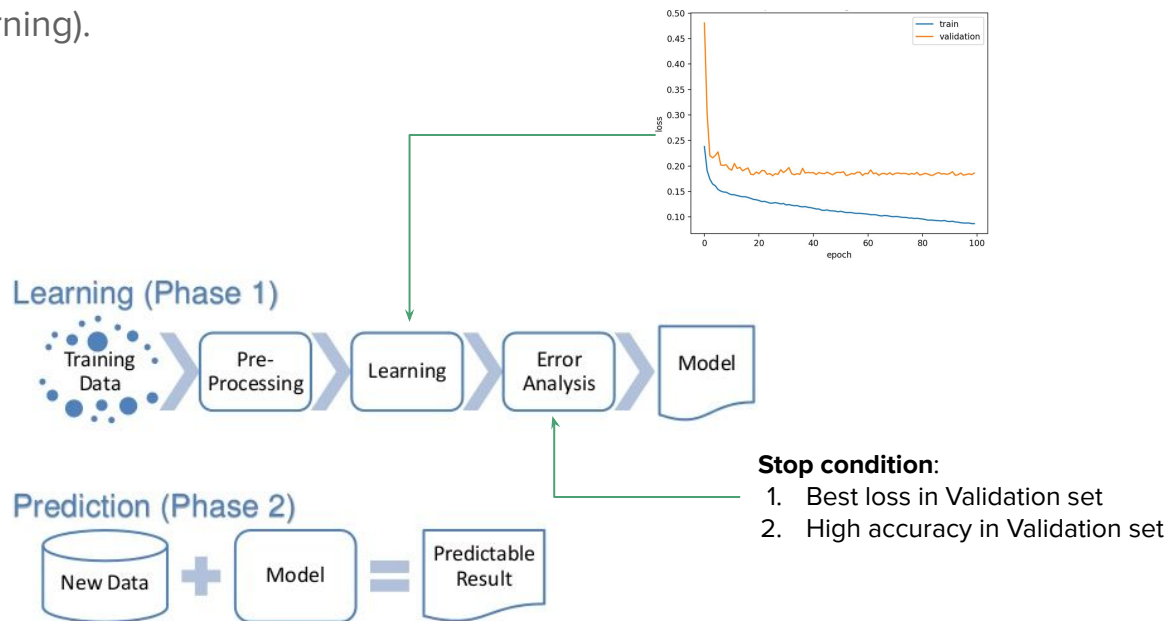 rning).
0.50
0.45
0.40
0.35
0.30
0.25
0.20
0.15
0.10
loss
0 20 40 60 80 100
epoch
train
validation
Learning (Phase 1)
Training
Data
Pre-
Processing
Learning
Error
Analysis
Model
Stop condition:
1. Best loss in Validation set
2. High accuracy in Validation set
Prediction (Phase 2)
New Data
Model
Predictable
Result